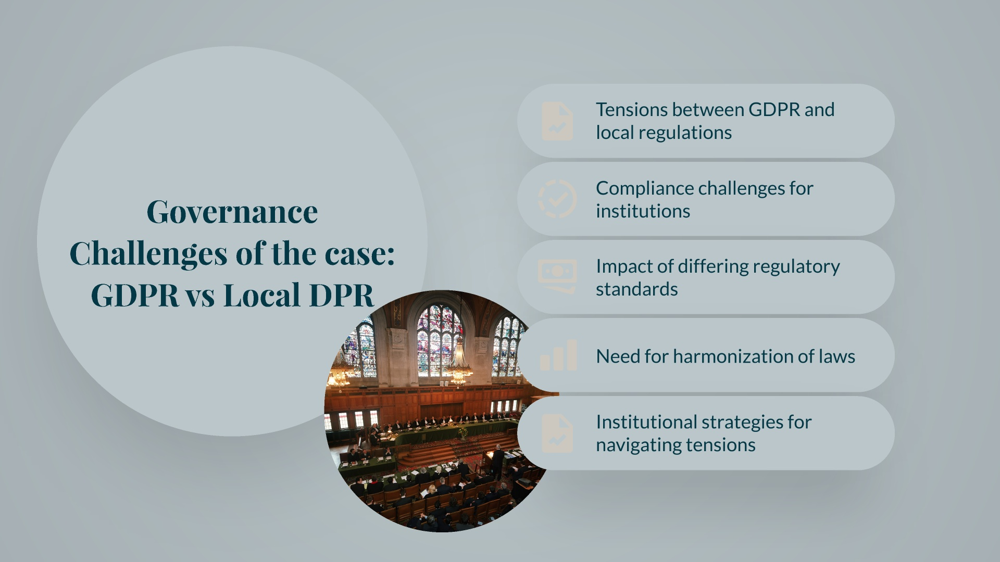 Governance
Challenges of the case:
GDPR vs Local DPR
Tensions between GDPR and
local regulations
Compliance challenges for
institutions
Impact of differing regulatory
standards
Need for harmonization of laws
Institutional strategies for
navigating tensions